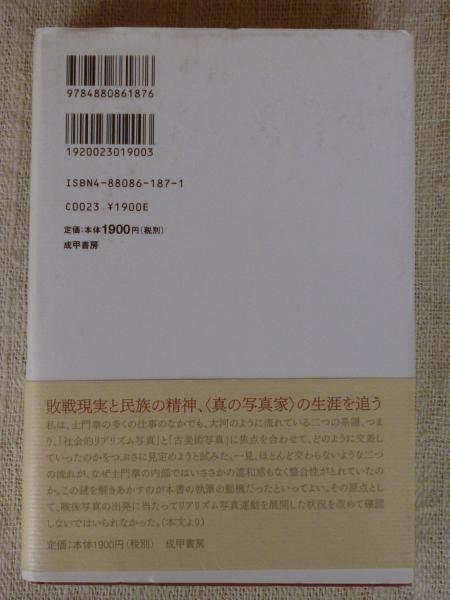 9784880861876
1920023019003
ISBN4-88086-187-1
C0023 ¥1900E
定価:本体1900円(税別)
成甲書房
敗戦現実と民族の精神、〈真の写真家〉の生涯を追う
私は、土門拳の多くの仕事のなかでも、大河のように流れている二つの系譜、つま
り、「社会的リアリズム写真」と「古美術写真」に焦点を合わせて、どのように交差し
ていったのかをつぶさに見定めようと試みた。一見、ほとんど交わらないような二
つの流れが、なぜ土門拳の内部ではいささかの違和感もなく整合性がとれていたの
か。この謎を解きあかすのが本書の執筆の動機だったといってよい。その原点とし
て、戦後写真の出発に当たってリアリズム写真運動を展開した状況を改めて確認
しないではいられなかった。(本文より)
定価:本体1900円(税別) 成甲書房